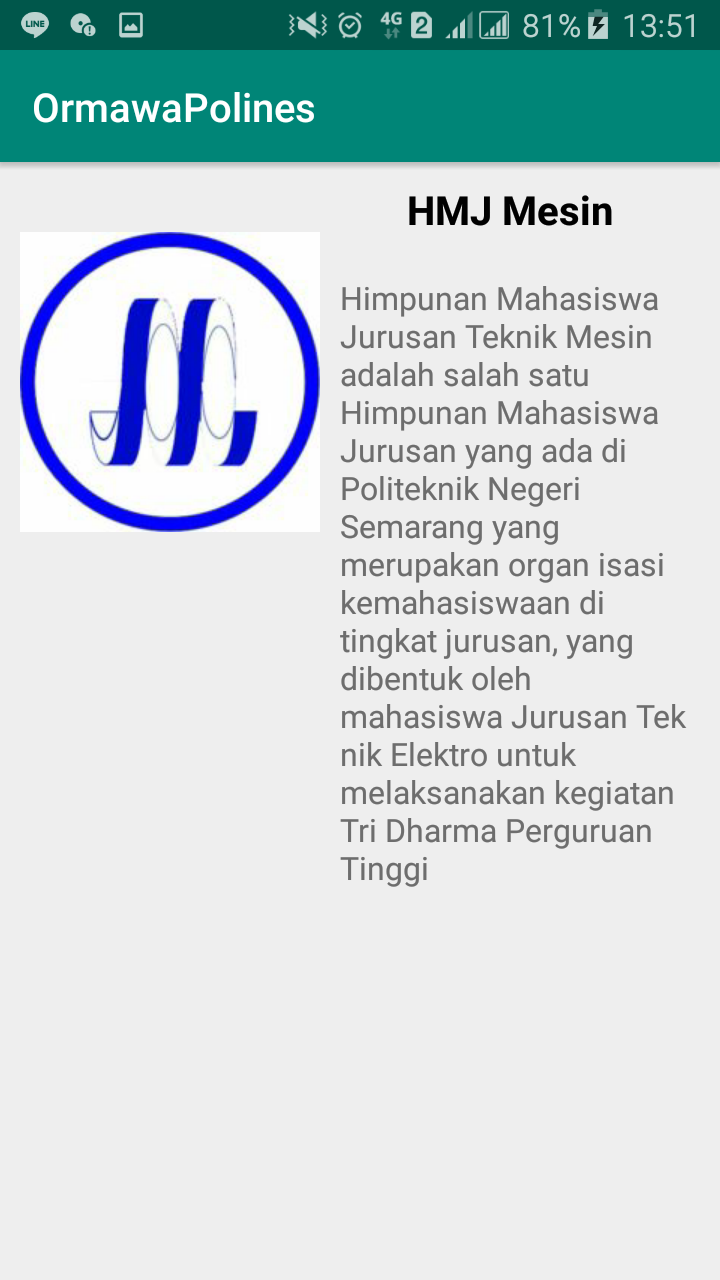 LINE 4G 2 81% 13:51
OrmawaPolines
HMJ Mesin
Himpunan Mahasiswa
Jurusan Teknik Mesin
adalah salah satu
Himpunan Mahasiswa
Jurusan yang ada di
Politeknik Negeri
Semarang yang
merupakan organ isasi
kemahasiswaan di
tingkat jurusan, yang
dibentuk oleh
mahasiswa Jurusan Tek
nik Elektro untuk
melaksanakan kegiatan
Tri Dharma Perguruan
Tinggi